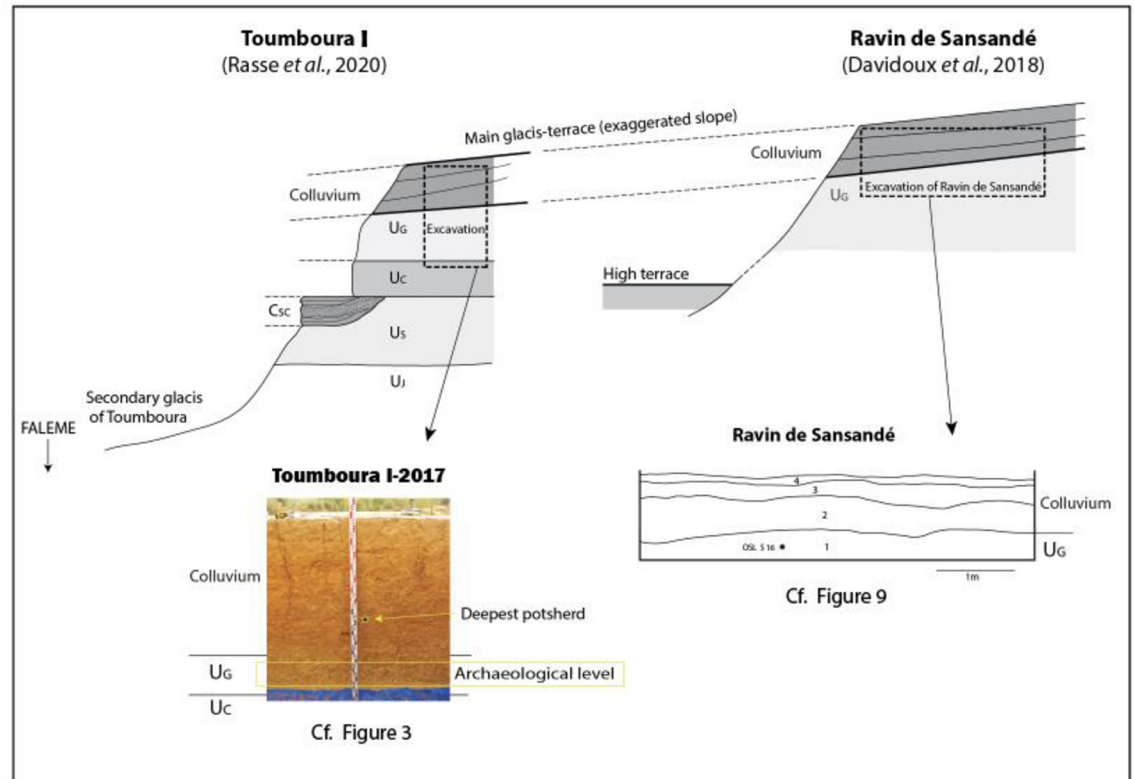 Toumboura I
(Rasse et al., 2020)
Ravin de Sansandé
(Davidoux et al., 2018)
Main glacis-terrace (exaggerated slope)
Colluvium
UG
Excavation
UC
CSC
US
UJ
Secondary glacis
of Toumboura
FALEME
Colluvium
UG
Excavation of Ravin de Sansandé
High terrace
Toumboura I-2017
Colluvium
Deepest potsherd
UG
Archaeological level
UC
Cf. Figure 3
Ravin de Sansandé
4
3
2
OSL S 16
1
Colluvium
UG
1m
Cf. Figure 9